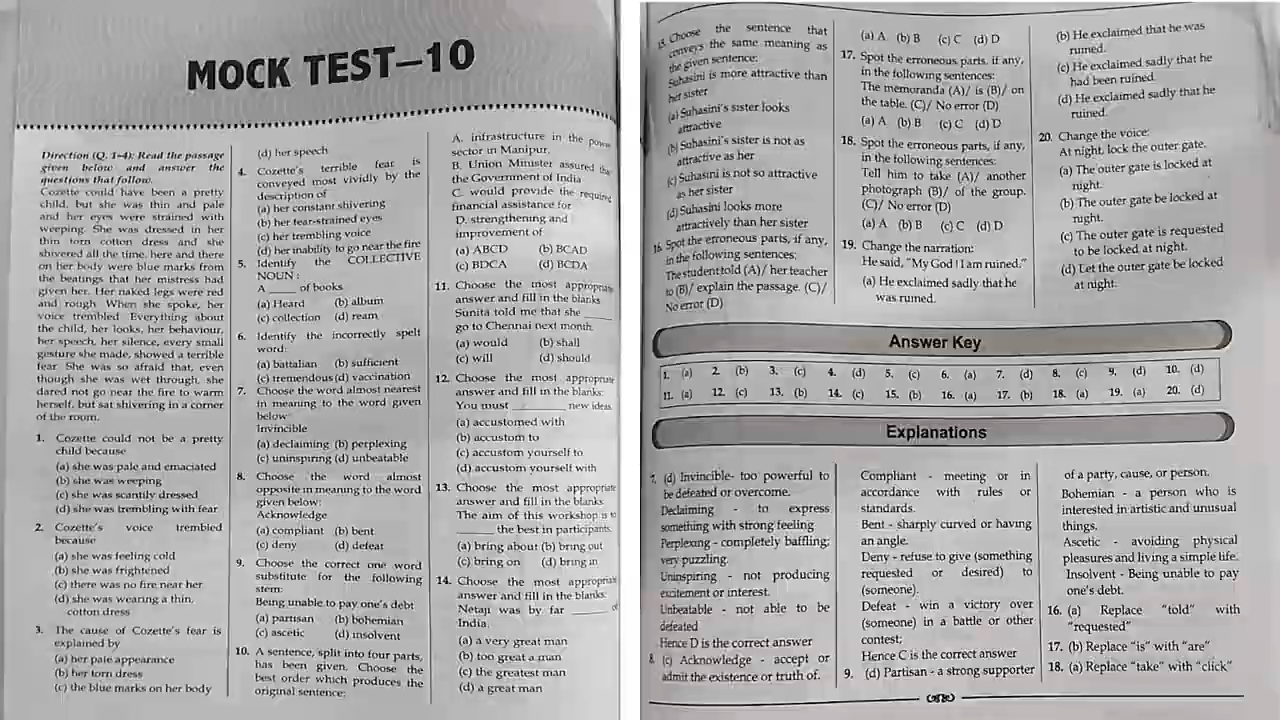 MOCK TEST–10
Direction (Q. 1–4): Read the passage
given below and answer the
questions that follow.
Cozette could have been a pretty
child, but she was thin and pale
and her eyes were strained with
weeping. She was dressed in her
thin torn cotton dress and she
shivered all the time, here and there
on her body were blue marks from
the beatings that her mistress had
given her. Her naked legs were red
and rough When she spoke, her
voice trembled Everything about
the child, her looks, her behaviour,
her speech, her silence, every small
gesture she made, showed a terrible
fear. She was so afraid that, even
though she was wet through, she
dared not go near the fire to warm
herself, but sat shivering in a corner
of the room.
1. Cozette could not be a pretty
child because
(a) she was pale and emaciated
(b) she was weeping
(c) she was scantily dressed
(d) she was trembling with fear
2. Cozette's voice trembled
because
(a) she was feeling cold
(b) she was frightened
(c) there was no fire near her
(d) she was wearing a thin,
cotton dress
3. The cause of Cozette's fear is
explained by
(a) her pale appearance
(b) her torn dress
(c) the blue marks on her body
(d) her speech
4. Cozette's terrible fear is
conveyed most vividly by the
description of
(a) her constant shivering
(b) her tear-strained eyes
(c) her trembling voice
(d) her inability to go near the fire
5. Identify the COLLECTIVE
NOUN :
A ____ of books
(a) Heard (b) album
(c) collection (d) ream
6. Identify the incorrectly spelt
word:
(a) battalian (b) sufficient
(c) tremendous (d) vaccination
7. Choose the word almost nearest
in meaning to the word given
below
Invincible
(a) declaiming (b) perplexing
(c) uninspiring (d) unbeatable
8. Choose the word almost
opposite in meaning to the word
given below:
Acknowledge
(a) compliant (b) bent
(c) deny (d) defeat
9. Choose the correct one word
substitute for the following
stem:
Being unable to pay one's debt
(a) partisan (b) bohemian
(c) ascetic (d) insolvent
10. A sentence, split into four parts,
has been given. Choose the
best order which produces the
original sentence:
A. infrastructure in the power
sector in Manipur.
B. Union Minister assured the
the Government of India
C. would provide the requiring
financial assistance for
D. strengthening and
improvement of
(a) ABCD (b) BCAD
(c) BDCA (d) BCDA
11. Choose the most appropriate
answer and fill in the blanks
Sunita told me that she ____
go to Chennai next month.
(a) would (b) shall
(c) will (d) should
12. Choose the most appropriate
answer and fill in the blanks:
You must ________ new ideas.
(a) accustomed with
(b) accustom to
(c) accustom yourself to
(d) accustom yourself with
13. Choose the most appropriate
answer and fill in the blanks
The aim of this workshop is to
_____ the best in participants.
(a) bring about (b) bring out
(c) bring on (d) bring in
14. Choose the most appropriate
answer and fill in the blanks:
Netaji was by far _____ of
India.
(a) a very great man
(b) too great a man
(c) the greatest man
(d) a great man
15. Choose the sentence that
conveys the same meaning as
the given sentence:
Suhasini is more attractive than
her sister
(a) Suhasini's sister looks
attractive
(b) Suhasini's sister is not as
attractive as her
(c) Suhasini is not so attractive
as her sister
(d) Suhasini looks more
attractively than her sister
16. Spot the erroneous parts, if any,
in the following sentences:
The student told (A)/ her teacher
to (B)/ explain the passage. (C)/
No error (D)
(a) A (b) B (c) C (d) D
17. Spot the erroneous parts, if any,
in the following sentences:
The memoranda (A)/ is (B)/ on
the table. (C)/ No error (D)
(a) A (b) B (c) C (d) D
18. Spot the erroneous parts, if any,
in the following sentences:
Tell him to take (A)/ another
photograph (B)/ of the group.
(C)/ No error (D)
(a) A (b) B (c) C (d) D
19. Change the narration:
He said, "My God ! I am ruined."
(a) He exclaimed sadly that he
was ruined.
(b) He exclaimed that he was
ruined.
(c) He exclaimed sadly that he
had been ruined.
(d) He exclaimed sadly that he
ruined.
20. Change the voice:
At night, lock the outer gate.
(a) The outer gate is locked at
night.
(b) The outer gate be locked at
night.
(c) The outer gate is requested
to be locked at night.
(d) Let the outer gate be locked
at night.
Answer Key
1. (a) 2. (b) 3. (c) 4. (d) 5. (c) 6. (a) 7. (d) 8. (c) 9. (d) 10. (d)
11. (a) 12. (c) 13. (b) 14. (c) 15. (b) 16. (a) 17. (b) 18. (a) 19. (a) 20. (d)
Explanations
7. (d) Invincible- too powerful to
be defeated or overcome.
Declaiming - to express
something with strong feeling
Perplexing - completely baffling;
very puzzling.
Uninspiring - not producing
excitement or interest.
Unbeatable - not able to be
defeated
Hence D is the correct answer
8. (c) Acknowledge - accept or
admit the existence or truth of.
Compliant - meeting or in
accordance with rules or
standards.
Bent - sharply curved or having
an angle.
Deny - refuse to give (something
requested or desired) to
(someone).
Defeat - win a victory over
(someone) in a battle or other
contest;
Hence C is the correct answer
9. (d) Partisan - a strong supporter
of a party, cause, or person.
Bohemian - a person who is
interested in artistic and unusual
things.
Ascetic - avoiding physical
pleasures and living a simple life.
Insolvent - Being unable to pay
one's debt.
16. (a) Replace "told" with
"requested"
17. (b) Replace "is" with "are"
18. (a) Replace "take" with "click"